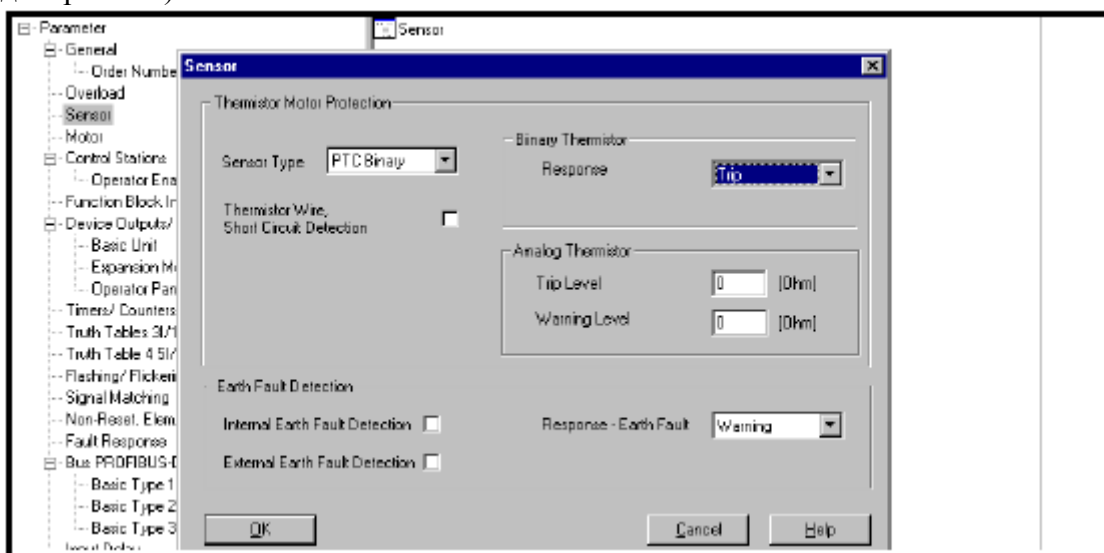 Parameter
General
Order Numbe
Overload
Sensor
Motor
Control Stations
Operator Ena
Function Block In
Device Outputs/
Basic Unit
Expansion Mo
Operator Pan
Timers/ Counters
Truth Tables 3I/1
Truth Table 4 5I/
Flashing/ Flickeri
Signal Matching
Non-Reset. Elem
Fault Response
Bus PROFIBUS-D
Basic Type 1
Basic Type 2
Basic Type 3
Input Delay
Sensor
Sensor
Thermistor Motor Protection
Sensor Type PTC Binary
Thermistor Wire,
Short Circuit Detection
Binary Thermistor
Response Trip
Analog Thermistor
Trip Level 0 [Ohm]
Warning Level 0 [Ohm]
Earth Fault Detection
Internal Earth Fault Detection
External Earth Fault Detection
Response - Earth Fault Warning
OK
Cancel
Help